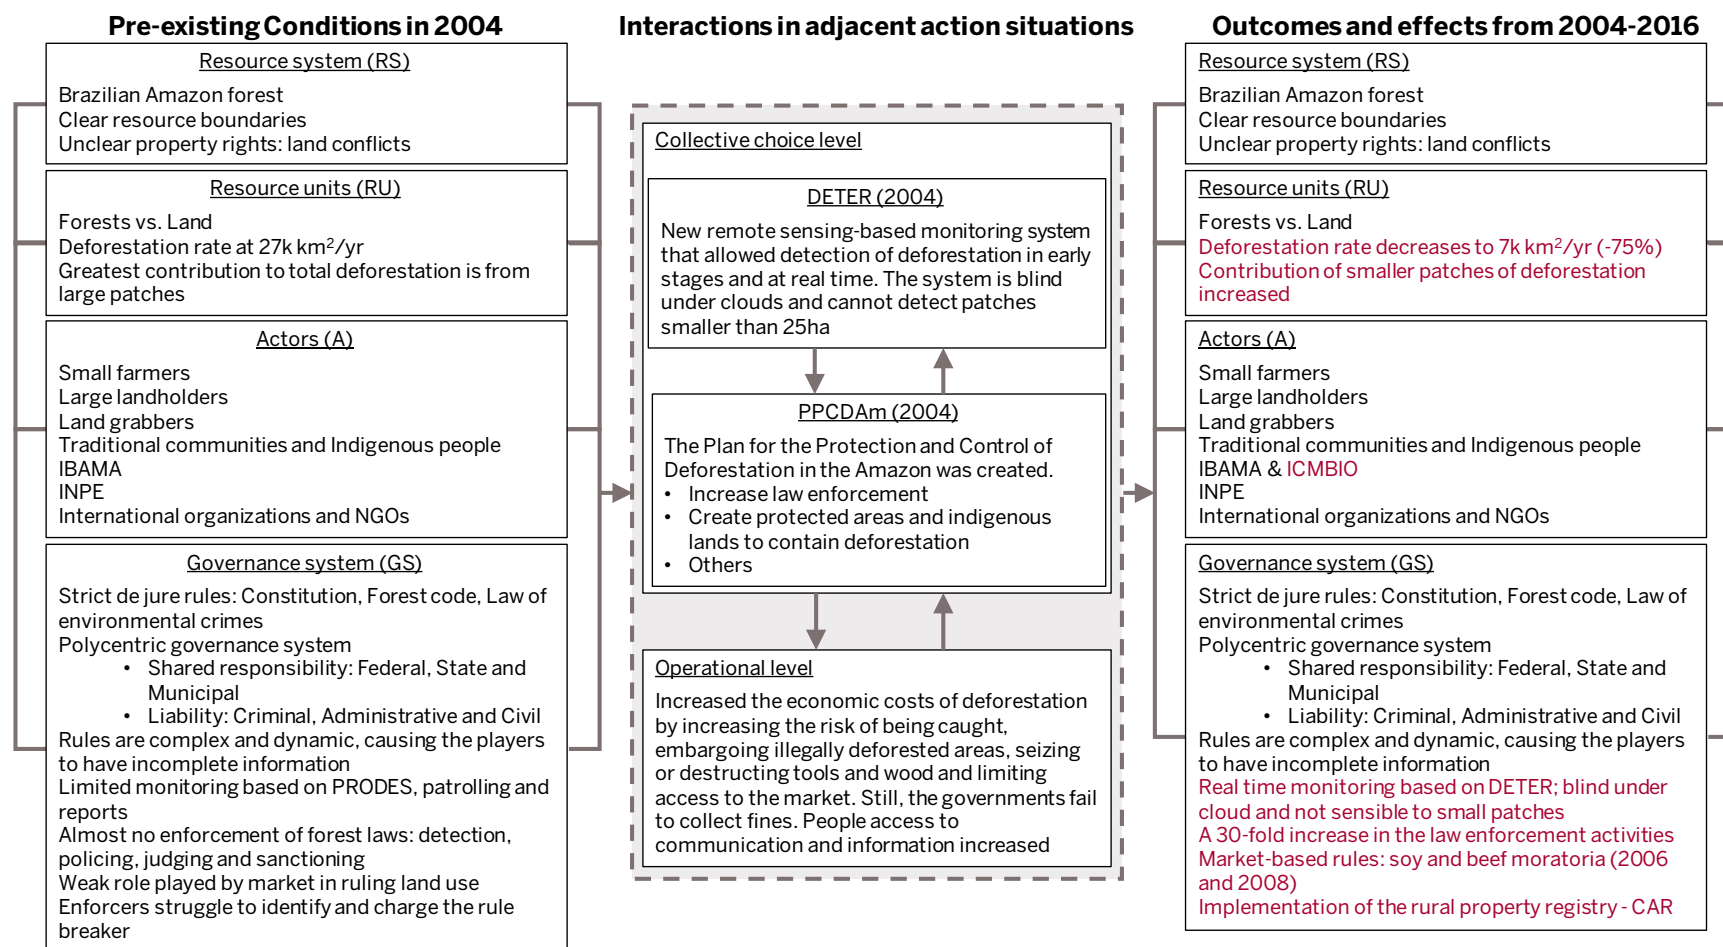 Pre-existing Conditions in 2004
Resource system (RS)
Brazilian Amazon forest
Clear resource boundaries
Unclear property rights: land conflicts
Resource units (RU)
Forests vs. Land
Deforestation rate at 27k km²/yr
Greatest contribution to total deforestation is from
large patches
Actors (A)
Small farmers
Large landholders
Land grabbers
Traditional communities and Indigenous people
IBAMA
INPE
International organizations and NGOs
Governance system (GS)
Strict de jure rules: Constitution, Forest code, Law of
environmental crimes
Polycentric governance system
• Shared responsibility: Federal, State and
Municipal
• Liability: Criminal, Administrative and Civil
Rules are complex and dynamic, causing the players
to have incomplete information
Limited monitoring based on PRODES, patrolling and
reports
Almost no enforcement of forest laws: detection,
policing, judging and sanctioning
Weak role played by market in ruling land use
Enforcers struggle to identify and charge the rule
breaker
Interactions in adjacent action situations
Collective choice level
DETER (2004)
New remote sensing-based monitoring system
that allowed detection of deforestation in early
stages and at real time. The system is blind
under clouds and cannot detect patches
smaller than 25ha
PPCDAm (2004)
The Plan for the Protection and Control of
Deforestation in the Amazon was created.
• Increase law enforcement
• Create protected areas and indigenous
lands to contain deforestation
• Others
Operational level
Increased the economic costs of deforestation
by increasing the risk of being caught,
embargoing illegally deforested areas, seizing
or destructing tools and wood and limiting
access to the market. Still, the governments fail
to collect fines. People access to
communication and information increased
Outcomes and effects from 2004-2016
Resource system (RS)
Brazilian Amazon forest
Clear resource boundaries
Unclear property rights: land conflicts
Resource units (RU)
Forests vs. Land
Deforestation rate decreases to 7k km²/yr (-75%)
Contribution of smaller patches of deforestation
increased
Actors (A)
Small farmers
Large landholders
Land grabbers
Traditional communities and Indigenous people
IBAMA & ICMBIO
INPE
International organizations and NGOs
Governance system (GS)
Strict de jure rules: Constitution, Forest code, Law of
environmental crimes
Polycentric governance system
• Shared responsibility: Federal, State and
Municipal
• Liability: Criminal, Administrative and Civil
Rules are complex and dynamic, causing the players
to have incomplete information
Real time monitoring based on DETER; blind under
cloud and not sensible to small patches
A 30-fold increase in the law enforcement activities
Market-based rules: soy and beef moratoria (2006
and 2008)
Implementation of the rural property registry - CAR